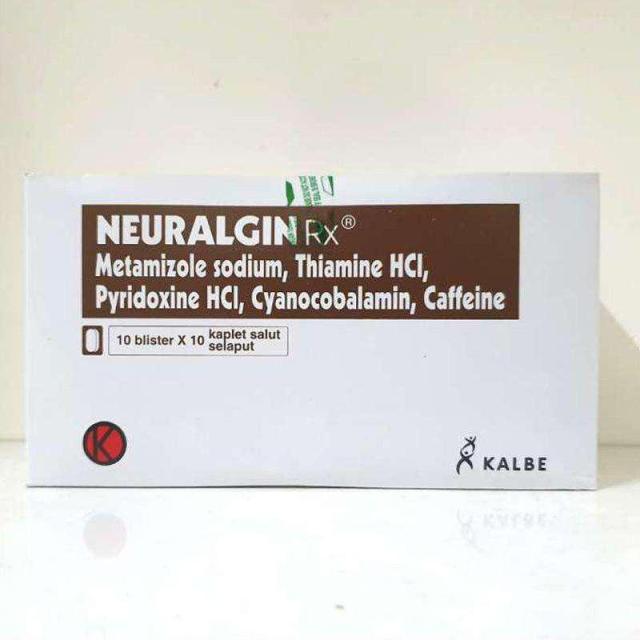 NEURALGIN Rx®
Metamizole sodium, Thiamine HCl,
Pyridoxine HCl, Cyanocobalamin, Caffeine
10 blister X 10 kaplet salut
selaput
K
KALBE